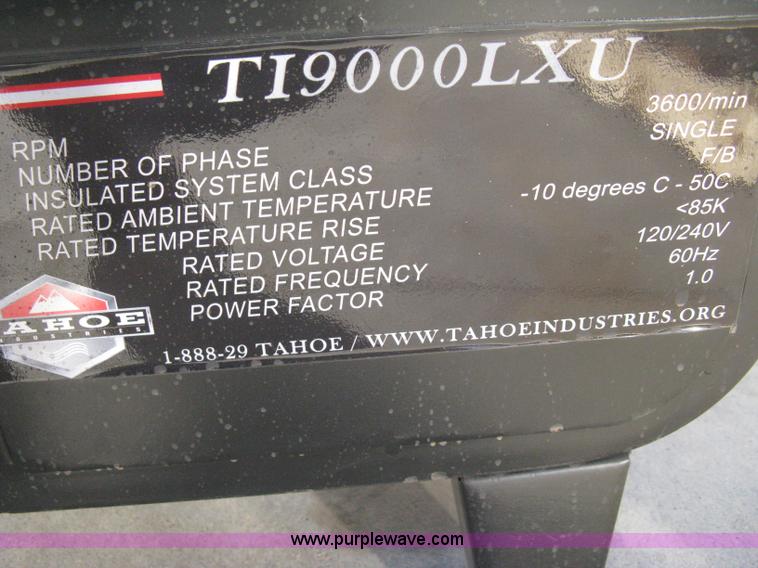 TI9000LXU
RPM 3600/min
NUMBER OF PHASE SINGLE
INSULATED SYSTEM CLASS F/B
RATED AMBIENT TEMPERATURE -10 degrees C - 50C
RATED TEMPERATURE RISE <85K
RATED VOLTAGE 120/240V
RATED FREQUENCY 60Hz
POWER FACTOR 1.0
AHOE
INDUSTRIES
1-888-29 TAHOE / WWW.TAHOEINDUSTRIES.ORG
www.purplewave.com